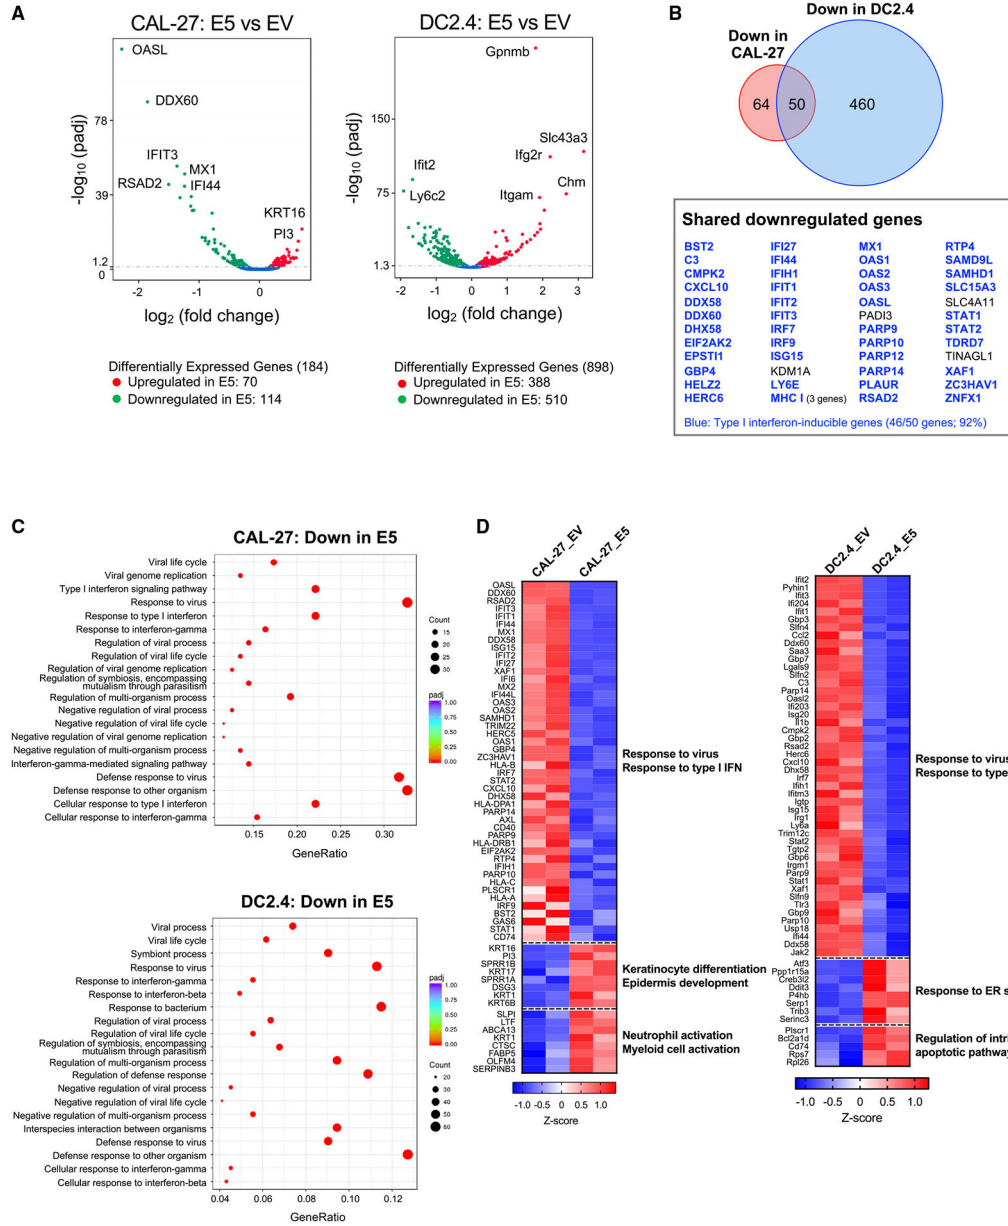 A
CAL-27: E5 vs EV
OASL
DDX60
IFIT3
MX1
RSAD2
IFI44
KRT16
PI3
78
39
1.2
0
-log10 (padj)
-2
-1
0
log2 (fold change)
Differentially Expressed Genes (184)
Upregulated in E5: 70
Downregulated in E5: 114
DC2.4: E5 vs EV
Gpnmb
Slc43a3
Ifg2r
Chm
Itgam
Ifit2
Ly6c2
150
75
1.3
-log10 (padj)
-2
-1
0
1
2
3
log2 (fold change)
Differentially Expressed Genes (898)
Upregulated in E5: 388
Downregulated in E5: 510
B
Down in DC2.4
Down in
CAL-27
64
50
460
Shared downregulated genes
BST2 IFI27 MX1 RTP4
C3 IFI44 OAS1 SAMD9L
CMPK2 IFIH1 OAS2 SAMHD1
CXCL10 IFIT1 OAS3 SLC15A3
DDX58 IFIT2 OASL SLC4A11
DDX60 IFIT3 PADI3 STAT1
DHX58 IRF7 PARP9 STAT2
EIF2AK2 IRF9 PARP10 TDRD7
EPSTI1 ISG15 PARP12 TINAGL1
GBP4 KDM1A PARP14 XAF1
HELZ2 LY6E PLAUR ZC3HAV1
HERC6 MHC I (3 genes) RSAD2 ZNFX1
Blue: Type I interferon-inducible genes (46/50 genes; 92%)
C
CAL-27: Down in E5
Viral life cycle
Viral genome replication
Type I interferon signaling pathway
Response to virus
Response to type I interferon
Response to interferon-gamma
Regulation of viral process
Regulation of viral life cycle
Regulation of viral genome replication
Regulation of symbiosis, encompassing
mutualism through parasitism
Regulation of multi-organism process
Negative regulation of viral process
Negative regulation of viral life cycle
Negative regulation of viral genome replication
Negative regulation of multi-organism process
Interferon-gamma-mediated signaling pathway
Defense response to virus
Defense response to other organism
Cellular response to type I interferon
Cellular response to interferon-gamma
0.15
0.20
0.25
0.30
GeneRatio
Count
15
20
25
30
padj
1.00
0.75
0.50
0.25
0.00
DC2.4: Down in E5
Viral process
Viral life cycle
Symbiont process
Response to virus
Response to interferon-gamma
Response to interferon-beta
Response to bacterium
Regulation of viral process
Regulation of viral life cycle
Regulation of symbiosis, encompassing
mutualism through parasitism
Regulation of multi-organism process
Regulation of defense response
Negative regulation of viral process
Negative regulation of viral life cycle
Negative regulation of multi-organism process
Interspecies interaction between organisms
Defense response to virus
Defense response to other organism
Cellular response to interferon-gamma
Cellular response to interferon-beta
0.04
0.06
0.08
0.10
0.12
GeneRatio
padj
1.00
0.75
0.50
0.25
0.00
Count
20
30
40
50
60
D
CAL-27_EV
CAL-27_E5
OASL
DDX60
RSAD2
IFIT3
IFIT1
IFI44
MX1
DDX58
ISG15
IFIT2
IFI27
XAF1
IFI6
MX2
IFI44L
OAS3
OAS2
SAMHD1
TRIM22
HERC5
OAS1
GBP4
ZC3HAV1
HLA-B
IRF7
STAT2
CXCL10
DHX58
HLA-DPA1
PARP14
AXL
CD40
PARP9
HLA-DRB1
EIF2AK2
RTP4
IFIH1
PARP10
HLA-C
PLSCR1
HLA-A
IRF9
BST2
GAS6
STAT1
CD74
KRT16
PI3
SPRR1B
KRT17
SPRR1A
DSG3
KRT1
KRT6B
SLPI
LTF
ABCA13
KRT1
CTSC
FABP5
OLFM4
SERPINB3
Response to virus
Response to type I IFN
Keratinocyte differentiation
Epidermis development
Neutrophil activation
Myeloid cell activation
-1.0
-0.5
0
0.5
1.0
Z-score
DC2.4_EV
DC2.4_E5
Ifit2
Pyhin1
Ifit3
Ifi204
Ifit1
Gbp3
Slfn4
Ccl2
Ddx60
Saa3
Gbp7
Lgals9
Slfn2
C3
Parp14
Oasl2
Ifi203
Isg20
Il1b
Cmpk2
Gbp2
Rsad2
Herc6
Cxcl10
Dhx58
Irf7
Ifih1
Ifitm3
Igtp
Isg15
Irg1
Ly6a
Trim12c
Stat2
Tgtp2
Gbp6
Irgm1
Parp9
Stat1
Xaf1
Slfn9
Tlr3
Gbp9
Parp10
Usp18
Ifi44
Ddx58
Jak2
Atf3
Ppp1r15a
Creb3l2
Ddit3
P4hb
Serp1
Trib3
Serinc3
Plscr1
Bcl2a1d
Cd74
Rps7
Rpl26
Response to virus
Response to type
Response to ER s
Regulation of intri
apoptotic pathway
-1.0
-0.5
0
0.5
1.0
Z-score